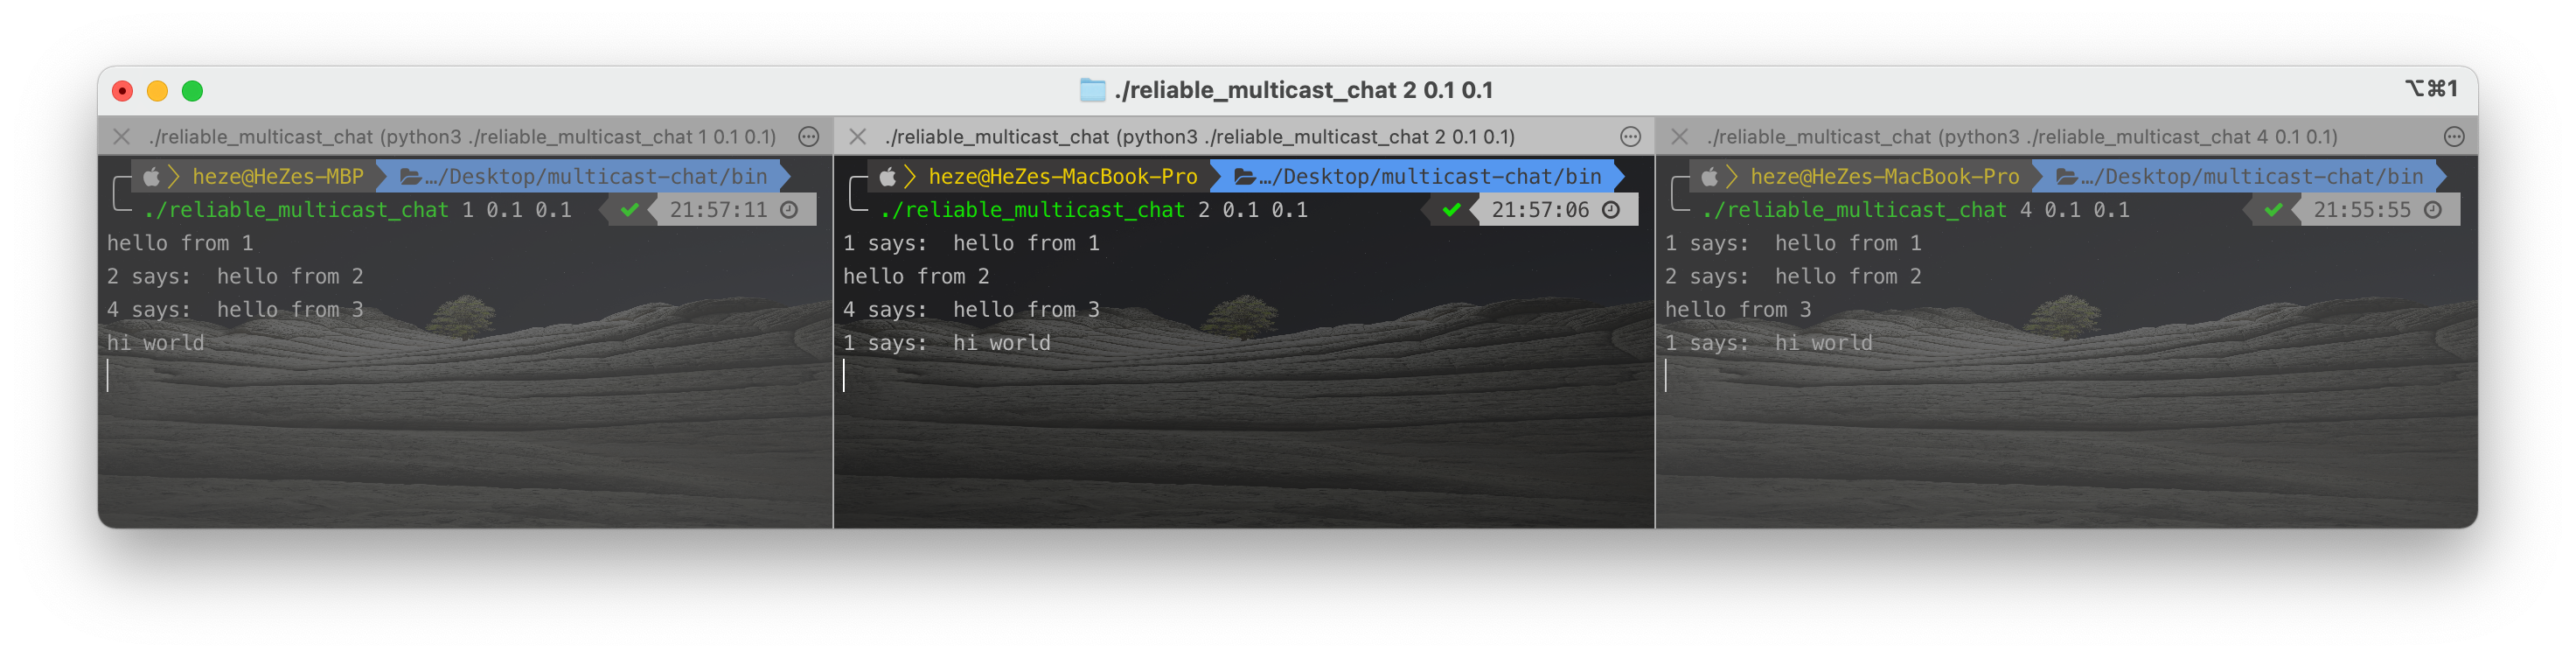 ./reliable_multicast_chat 2 0.1 0.1
⌥⌘1
./reliable_multicast_chat (python3 ./reliable_multicast_chat 1 0.1 0.1)
heze@HeZes-MBP …/Desktop/multicast-chat/bin
./reliable_multicast_chat 1 0.1 0.1 21:57:11
hello from 1
2 says:  hello from 2
4 says:  hello from 3
hi world
./reliable_multicast_chat (python3 ./reliable_multicast_chat 2 0.1 0.1)
heze@HeZes-MacBook-Pro …/Desktop/multicast-chat/bin
./reliable_multicast_chat 2 0.1 0.1 21:57:06
1 says:  hello from 1
hello from 2
4 says:  hello from 3
1 says:  hi world
./reliable_multicast_chat (python3 ./reliable_multicast_chat 4 0.1 0.1)
heze@HeZes-MacBook-Pro …/Desktop/multicast-chat/bin
./reliable_multicast_chat 4 0.1 0.1 21:55:55
1 says:  hello from 1
2 says:  hello from 2
hello from 3
1 says:  hi world